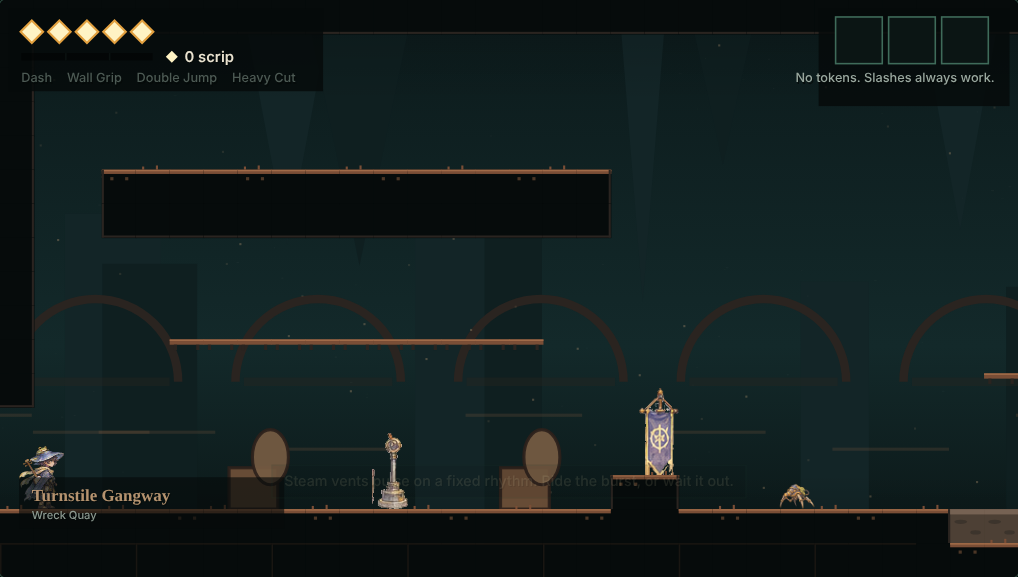 0 scrip
Dash Wall Grip Double Jump Heavy Cut
No tokens. Slashes always work.
Steam vents on a fixed rhythm. Ride the burst, or wait it out.
Turnstile Gangway
Wreck Quay